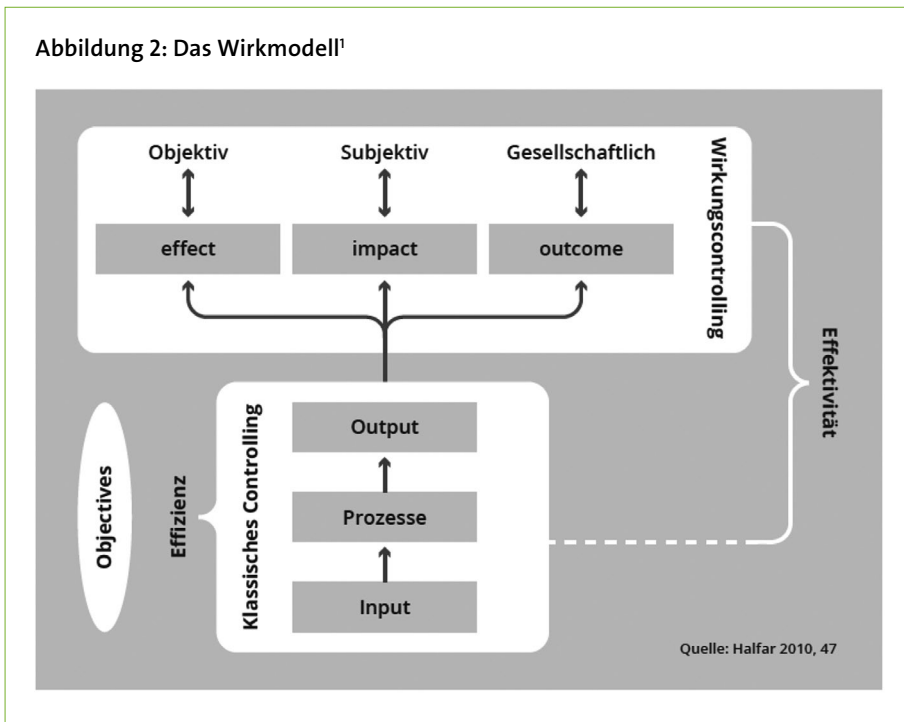 Abbildung 2: Das Wirkmodell¹
Objektiv
Subjektiv
Gesellschaftlich
effect
impact
outcome
Wirkungscontrolling
Effektivität
Objectives
Effizienz
Klassisches Controlling
Output
Prozesse
Input
Quelle: Halfar 2010, 47